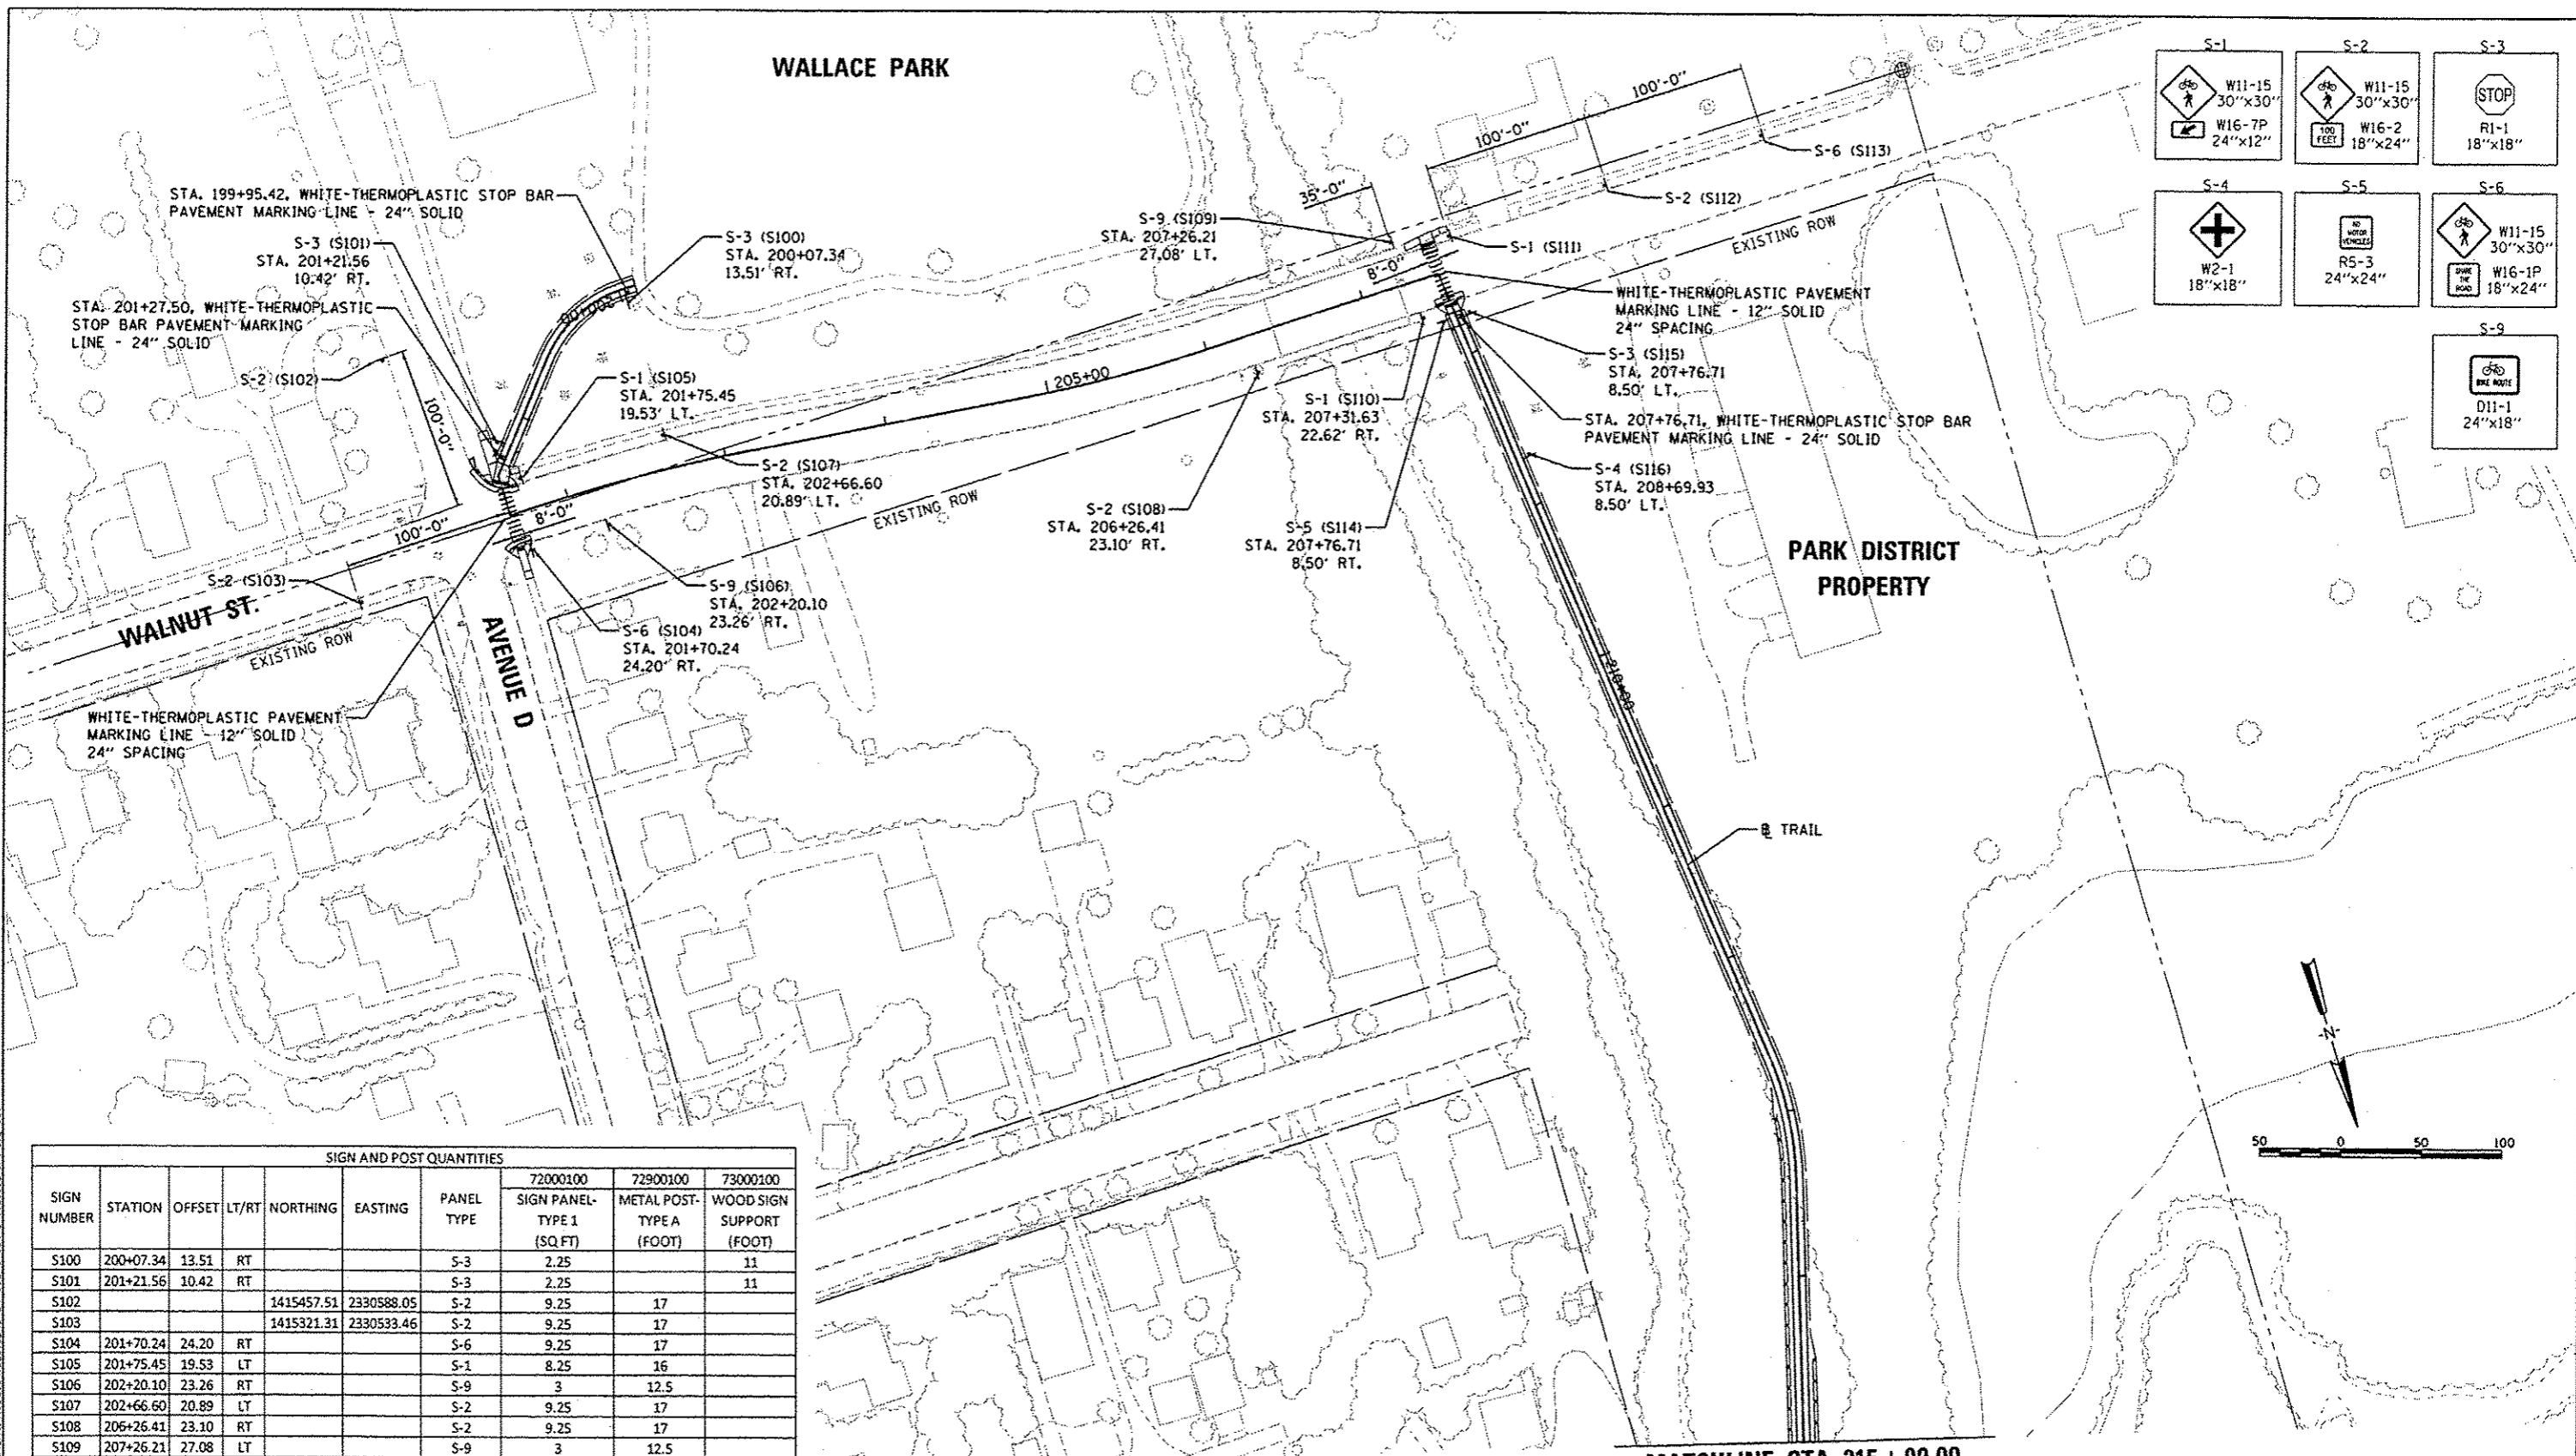 WALLACE PARK
STA. 199+95.42, WHITE-THERMOPLASTIC STOP BAR
PAVEMENT MARKING LINE - 24" SOLID
S-3 (S101)
STA. 201+21.56
10.42' RT.
STA. 201+27.50, WHITE-THERMOPLASTIC
STOP BAR PAVEMENT MARKING
LINE - 24" SOLID
S-2 (S102)
100'-0"
S-3 (S100)
STA. 200+07.34
13.51' RT.
200+00
S-1 (S105)
STA. 201+75.45
19.53' LT.
S-2 (S107)
STA. 202+66.60
20.89' LT.
205+00
EXISTING ROW
100'-0"
8'-0"
S-2 (S103)
WALNUT ST.
EXISTING ROW
AVENUE D
S-9 (S106)
STA. 202+20.10
23.26' RT.
S-6 (S104)
STA. 201+70.24
24.20' RT.
WHITE-THERMOPLASTIC PAVEMENT
MARKING LINE - 12" SOLID
24" SPACING
S-9 (S109)
STA. 207+26.21
27.08' LT.
35'-0"
100'-0"
100'-0"
S-6 (S113)
S-2 (S112)
S-1 (S111)
EXISTING ROW
8'-0"
WHITE-THERMOPLASTIC PAVEMENT
MARKING LINE - 12" SOLID
24" SPACING
S-3 (S115)
STA. 207+76.71
8.50' LT.
STA. 207+76.71, WHITE-THERMOPLASTIC STOP BAR
PAVEMENT MARKING LINE - 24" SOLID
S-4 (S116)
STA. 208+69.93
8.50' LT.
S-1 (S110)
STA. 207+31.63
22.62' RT.
S-2 (S108)
STA. 206+26.41
23.10' RT.
S-5 (S114)
STA. 207+76.71
8.50' RT.
210+00
PARK DISTRICT
PROPERTY
TRAIL
S-1
W11-15
30"x30"
W16-7P
24"x12"
S-2
W11-15
30"x30"
100
FEET
W16-2
18"x24"
S-3
STOP
R1-1
18"x18"
S-4
W2-1
18"x18"
S-5
NO
MOTOR
VEHICLES
R5-3
24"x24"
S-6
W11-15
30"x30"
SHARE
THE
ROAD
W16-1P
18"x24"
S-9
BIKE ROUTE
D11-1
24"x18"
-N-
50 0 50 100
SIGN AND POST QUANTITIES
SIGN NUMBER STATION OFFSET LT/RT NORTHING EASTING PANEL TYPE 72000100 SIGN PANEL- TYPE 1 (SQ FT) 72900100 METAL POST- TYPE A (FOOT) 73000100 WOOD SIGN SUPPORT (FOOT)
S100 200+07.34 13.51 RT S-3 2.25 11
S101 201+21.56 10.42 RT S-3 2.25 11
S102 1415457.51 2330588.05 S-2 9.25 17
S103 1415321.31 2330533.46 S-2 9.25 17
S104 201+70.24 24.20 RT S-6 9.25 17
S105 201+75.45 19.53 LT S-1 8.25 16
S106 202+20.10 23.26 RT S-9 3 12.5
S107 202+66.60 20.89 LT S-2 9.25 17
S108 206+26.41 23.10 RT S-2 9.25 17
S109 207+26.21 27.08 LT S-9 3 12.5
MATCHLINE STA. 215+00.00